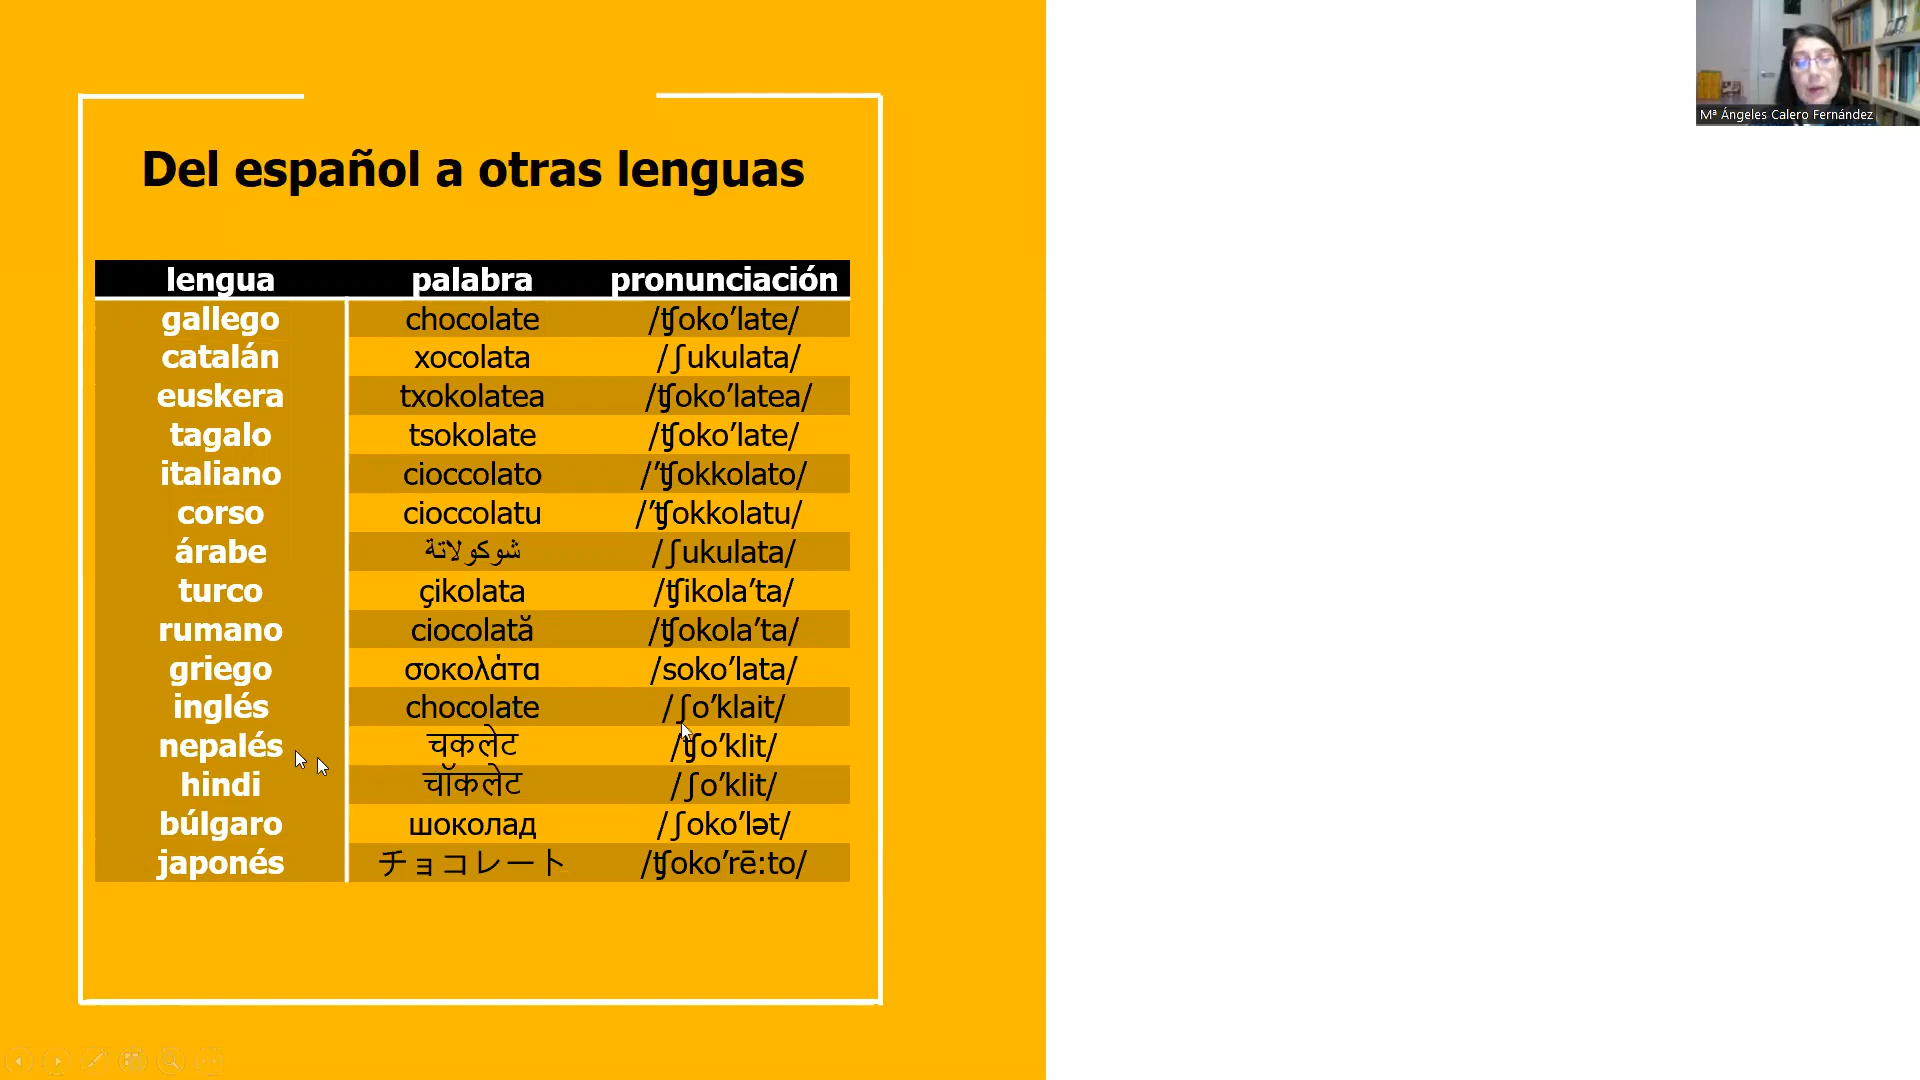 Mª Ángeles Calero Fernández
Del español a otras lenguas
lengua palabra pronunciación
gallego chocolate /ʧoko’late/
catalán xocolata /ʃukulata/
euskera txokolatea /ʧoko’latea/
tagalo tsokolate /ʧoko’late/
italiano cioccolato /’ʧokkolato/
corso cioccolatu /’ʧokkolatu/
árabe شوكولاتة /ʃukulata/
turco çikolata /ʧikola’ta/
rumano ciocolată /ʧokola’ta/
griego σοκολάτα /soko’lata/
inglés chocolate /ʃo’klait/
nepalés चकलेट /ʧo’klit/
hindi चॉकलेट /ʃo’klit/
búlgaro шоколад /ʃoko’lət/
japonés チョコレート /ʧoko’rē:to/